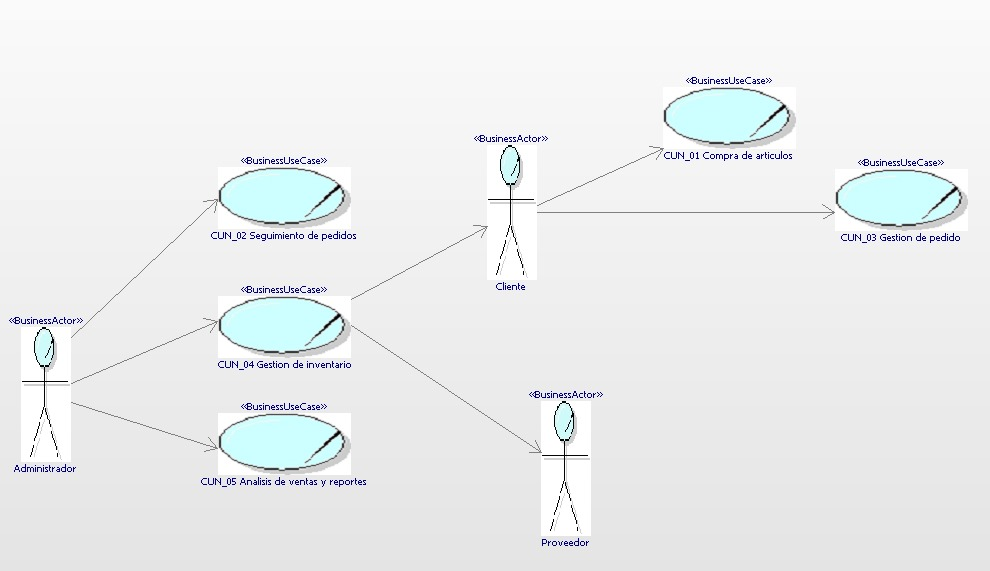 «BusinessUseCase»
CUN_01 Compra de articulos
«BusinessActor»
Cliente
«BusinessUseCase»
CUN_03 Gestion de pedido
«BusinessUseCase»
CUN_02 Seguimiento de pedidos
«BusinessUseCase»
CUN_04 Gestion de inventario
«BusinessActor»
Administrador
«BusinessUseCase»
CUN_05 Analisis de ventas y reportes
«BusinessActor»
Proveedor